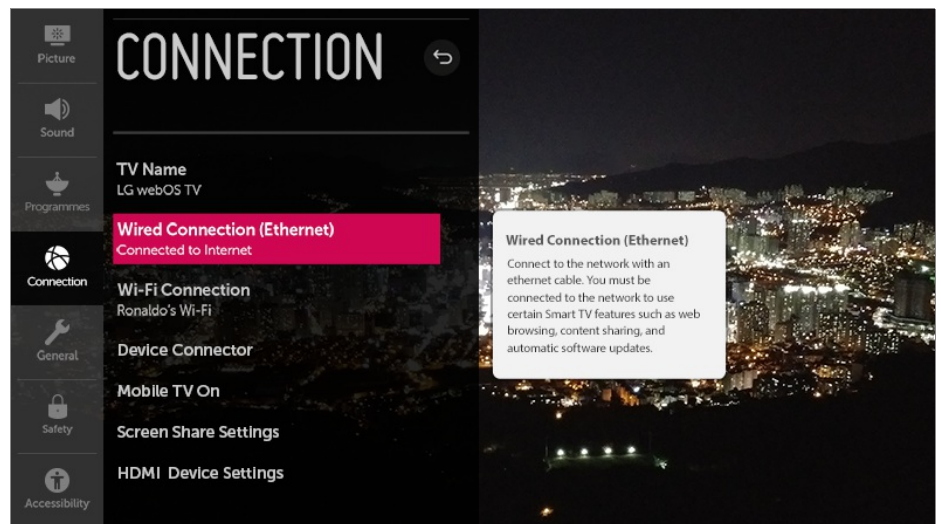 Picture
Sound
Programmes
Connection
General
Safety
Accessibility
CONNECTION
TV Name
LG webOS TV
Wired Connection (Ethernet)
Connected to Internet
Wi-Fi Connection
Ronaldo's Wi-Fi
Device Connector
Mobile TV On
Screen Share Settings
HDMI Device Settings
Wired Connection (Ethernet)
Connect to the network with an
ethernet cable. You must be
connected to the network to use
certain Smart TV features such as web
browsing, content sharing, and
automatic software updates.